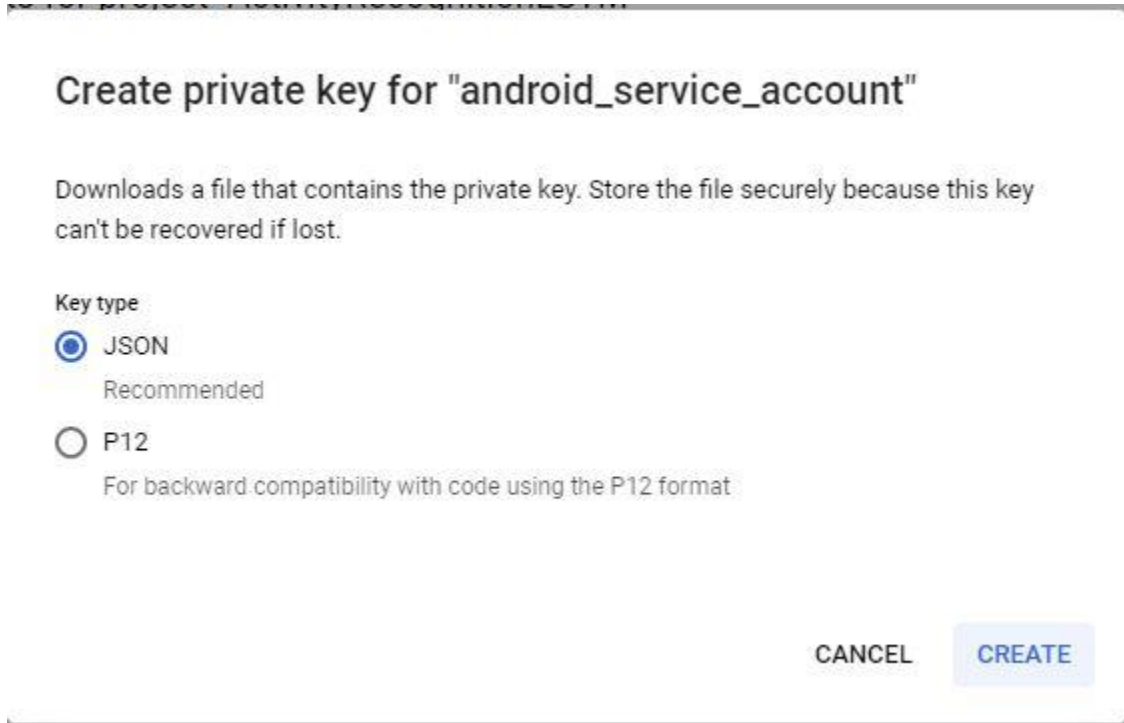 Create private key for "android_service_account"
Downloads a file that contains the private key. Store the file securely because this key
can't be recovered if lost.
Key type
JSON
Recommended
P12
For backward compatibility with code using the P12 format
CANCEL
CREATE